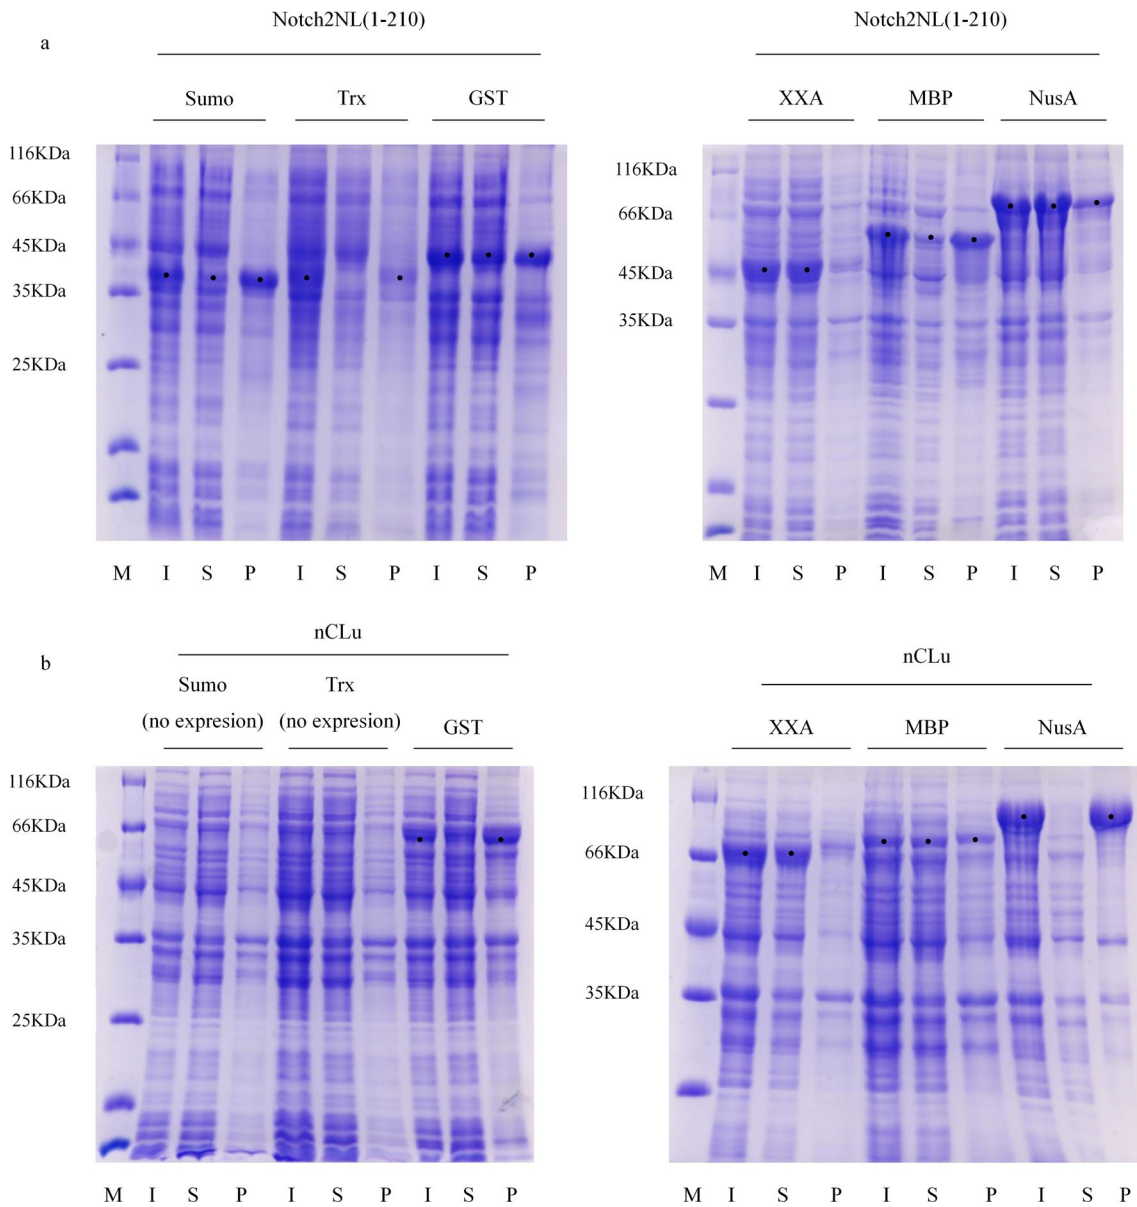 Notch2NL(1-210) Notch2NL(1-210)
a
Sumo Trx GST XXA MBP NusA
116KDa
66KDa
45KDa
35KDa
25KDa
116KDa
66KDa
45KDa
35KDa
M I S P I S P I S P M I S P I S P I S P
nCLu nCLu
b
Sumo Trx
(no expresion) (no expresion) GST XXA MBP NusA
116KDa
66KDa
45KDa
35KDa
25KDa
116KDa
66KDa
45KDa
35KDa
M I S P I S P I S P M I S P I S P I S P